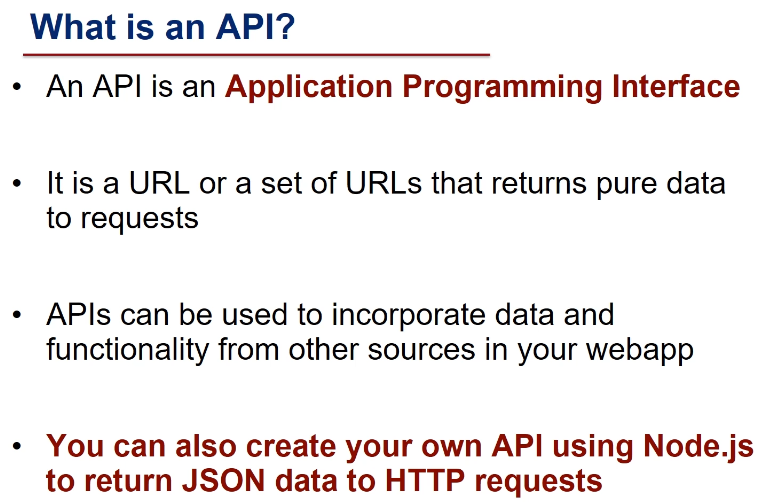 What is an API?
• An API is an Application Programming Interface
• It is a URL or a set of URLs that returns pure data
to requests
• APIs can be used to incorporate data and
functionality from other sources in your webapp
• You can also create your own API using Node.js
to return JSON data to HTTP requests